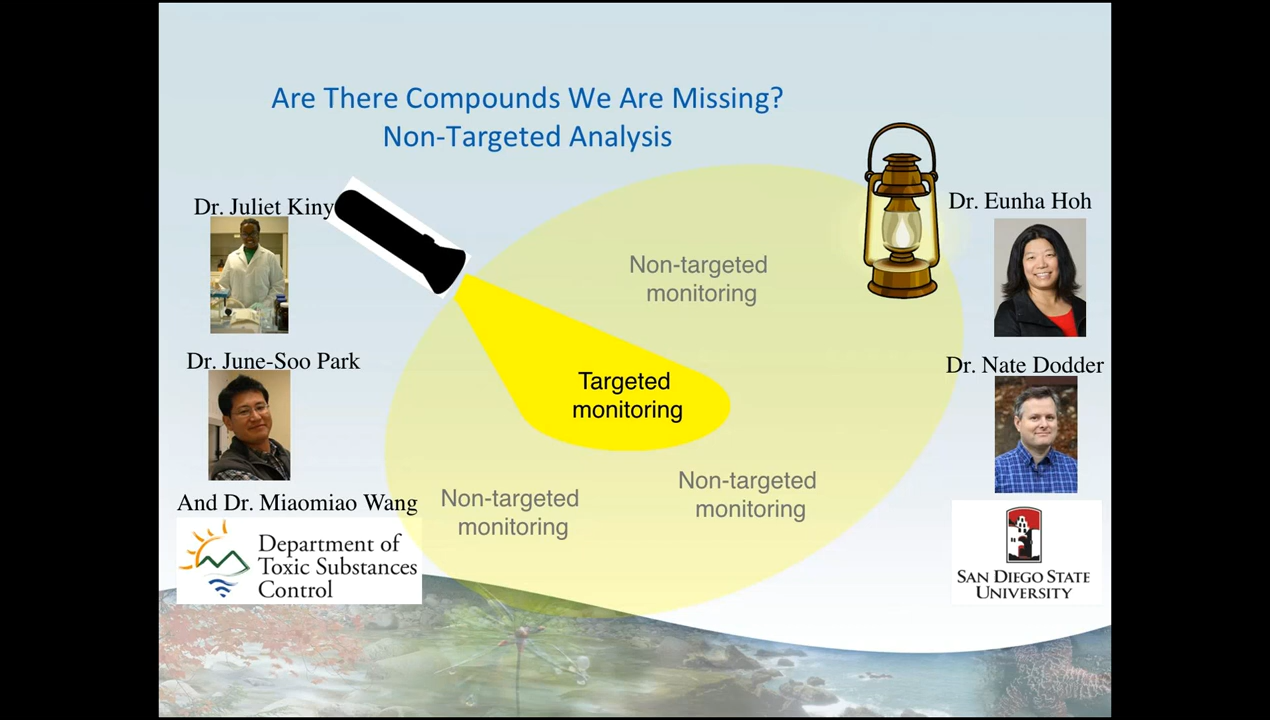 Are There Compounds We Are Missing?
Non-Targeted Analysis
Dr. Juliet Kiny
Dr. Eunha Hoh
Non-targeted
monitoring
Dr. June-Soo Park
Dr. Nate Dodder
Targeted
monitoring
And Dr. Miaomiao Wang
Non-targeted
monitoring
Non-targeted
monitoring
Department of
Toxic Substances
Control
SAN DIEGO STATE
UNIVERSITY